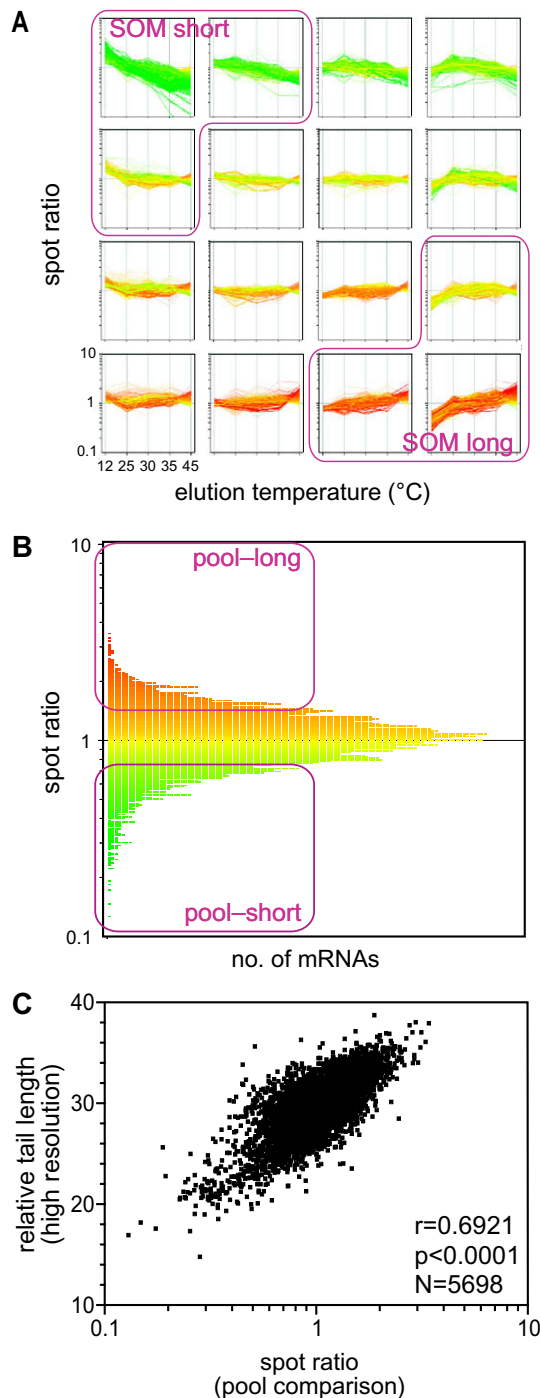 A
SOM short
spot ratio
10
1
0.1
SOM long
12 25 30 35 45
elution temperature (°C)
B
10
pool–long
spot ratio
1
pool–short
0.1
no. of mRNAs
C
40
relative tail length
(high resolution)
30
20
r=0.6921
p<0.0001
N=5698
10
0.1 1 10
spot ratio
(pool comparison)